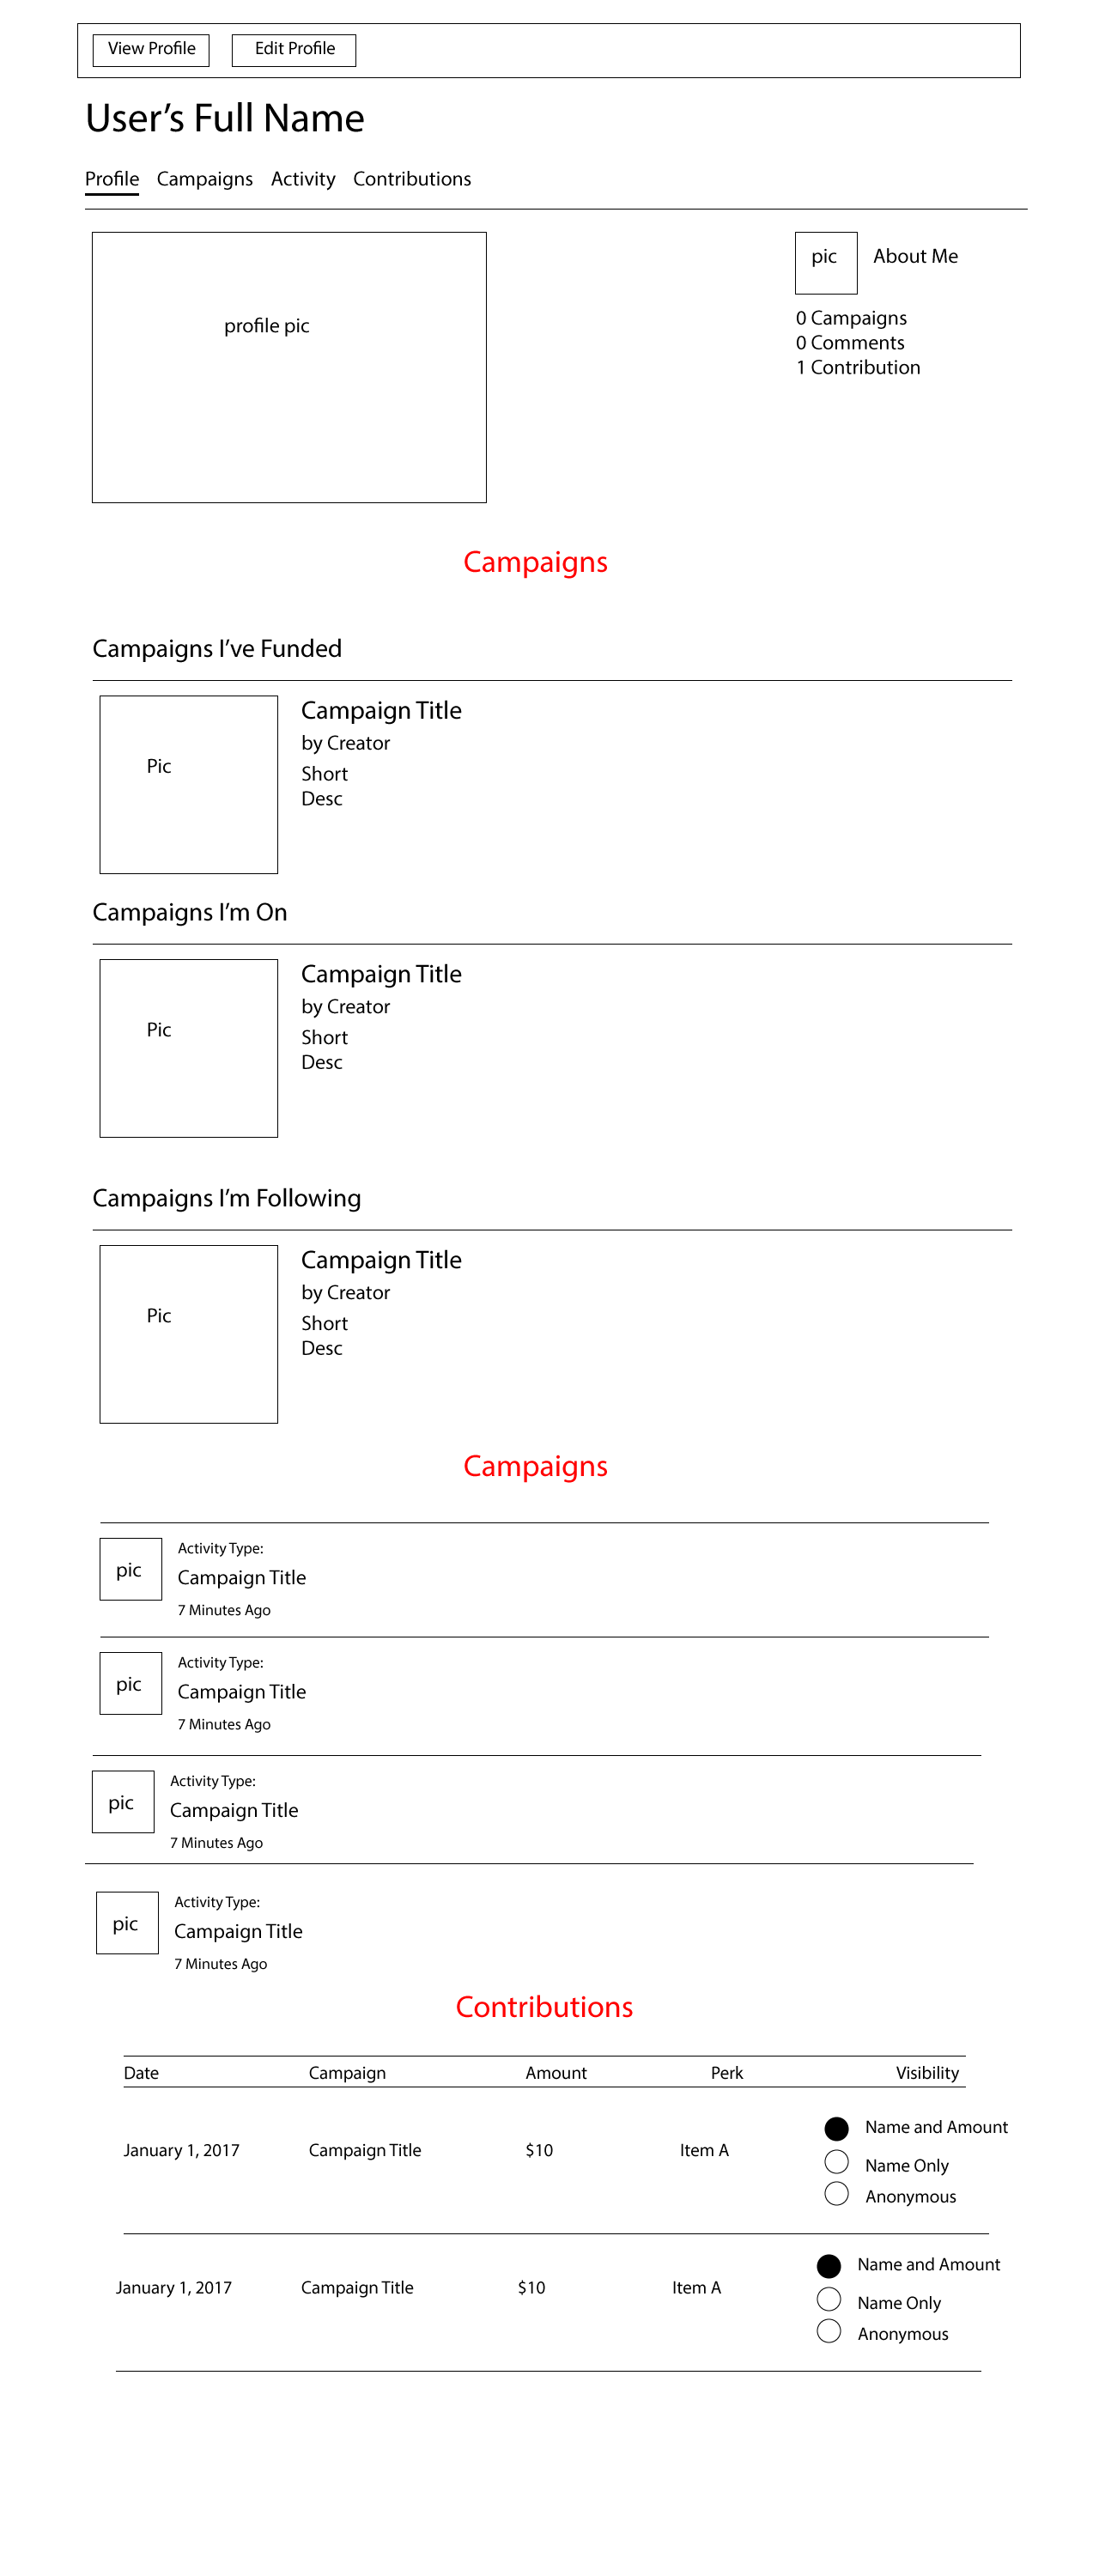 View Profile
Edit Profile
User’s Full Name
Profile Campaigns Activity Contributions
profile pic
pic
About Me
0 Campaigns
0 Comments
1 Contribution
Campaigns
Campaigns I’ve Funded
Pic
Campaign Title
by Creator
Short
Desc
Campaigns I’m On
Pic
Campaign Title
by Creator
Short
Desc
Campaigns I’m Following
Pic
Campaign Title
by Creator
Short
Desc
Campaigns
pic
Activity Type:
Campaign Title
7 Minutes Ago
pic
Activity Type:
Campaign Title
7 Minutes Ago
pic
Activity Type:
Campaign Title
7 Minutes Ago
pic
Activity Type:
Campaign Title
7 Minutes Ago
Contributions
Date Campaign Amount Perk Visibility
January 1, 2017 Campaign Title $10 Item A
Name and Amount
Name Only
Anonymous
January 1, 2017 Campaign Title $10 Item A
Name and Amount
Name Only
Anonymous